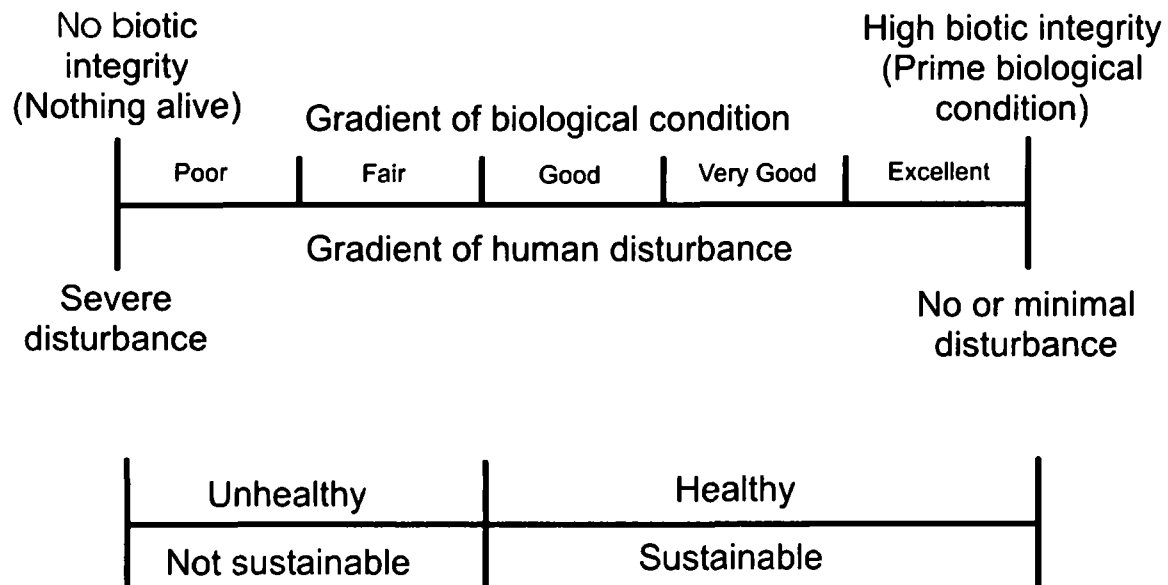 No biotic
integrity
(Nothing alive)
High biotic integrity
(Prime biological
condition)
Gradient of biological condition
Poor Fair Good Very Good Excellent
Gradient of human disturbance
Severe
disturbance
No or minimal
disturbance
Unhealthy Healthy
Not sustainable Sustainable